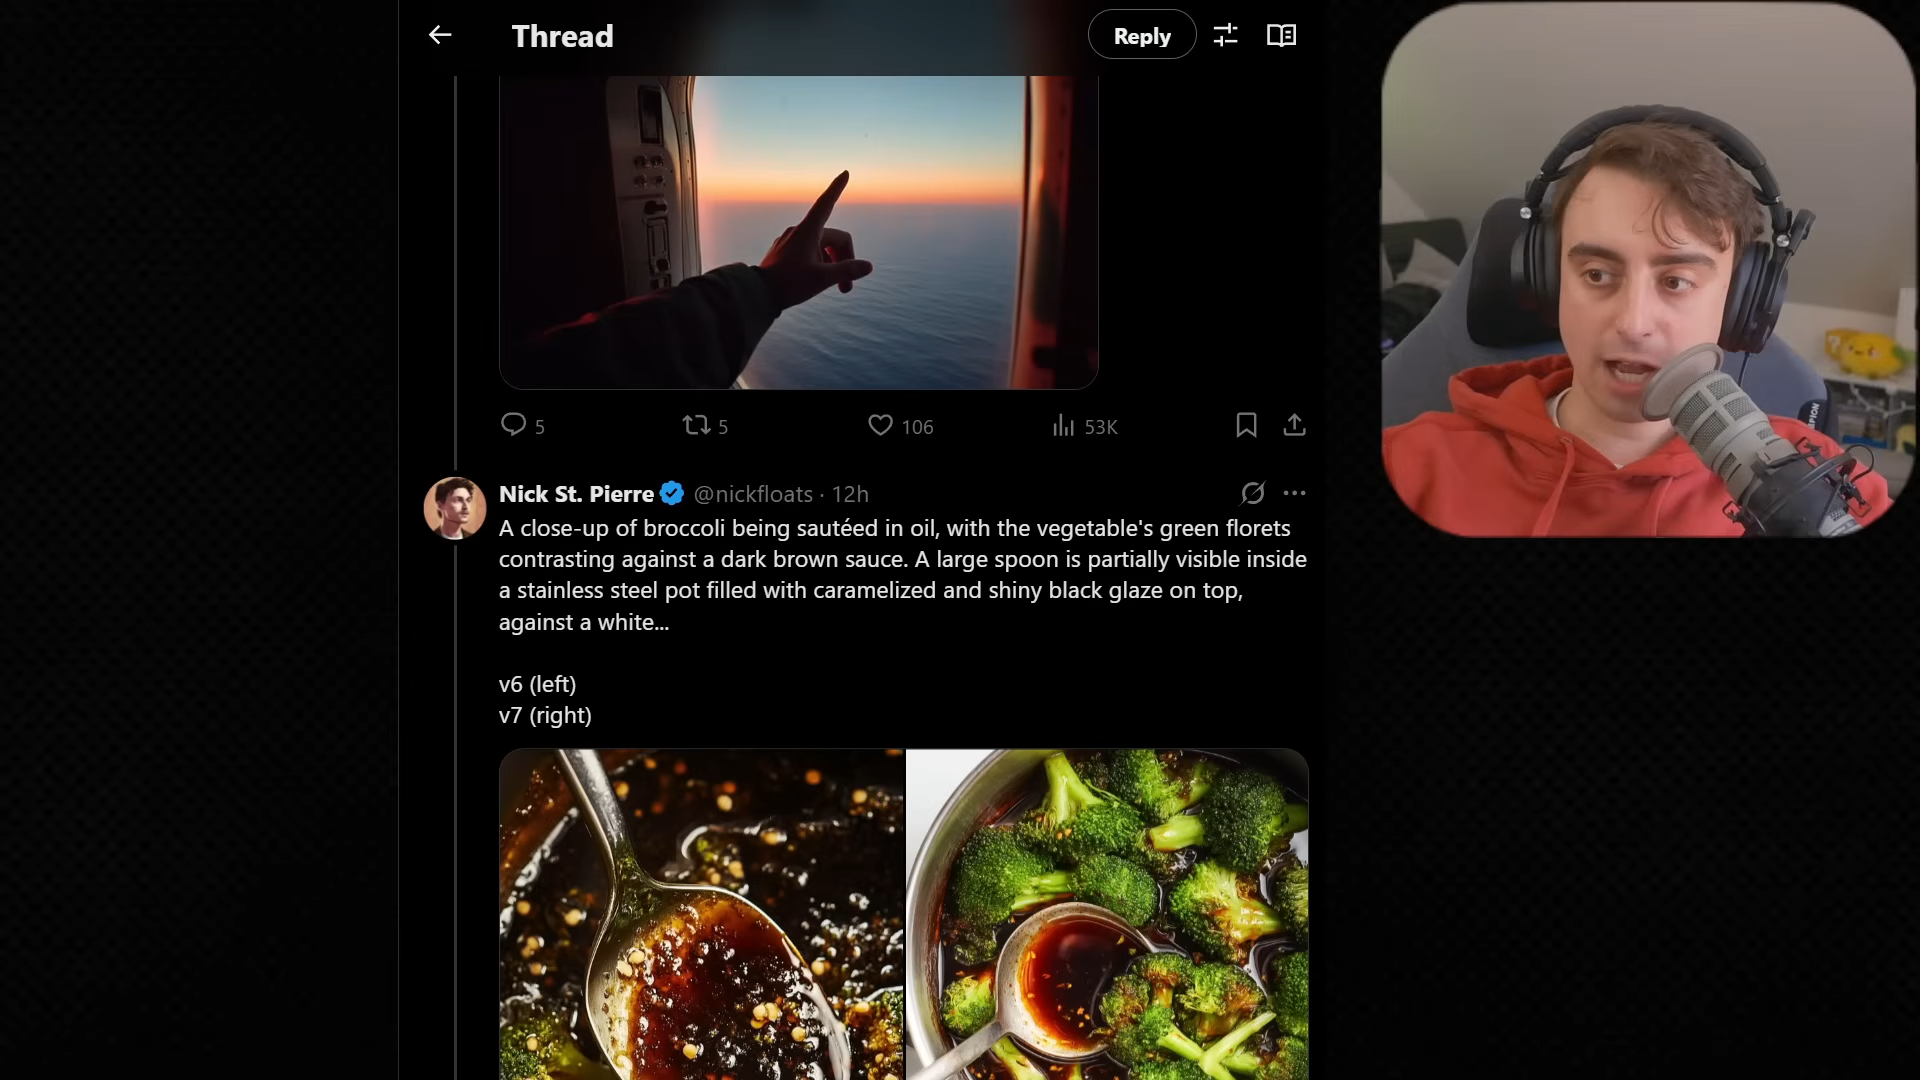 Thread
Reply
5
5
106
53K
Nick St. Pierre @nickfloats · 12h
A close-up of broccoli being sautéed in oil, with the vegetable's green florets
contrasting against a dark brown sauce. A large spoon is partially visible inside
a stainless steel pot filled with caramelized and shiny black glaze on top,
against a white...
v6 (left)
v7 (right)